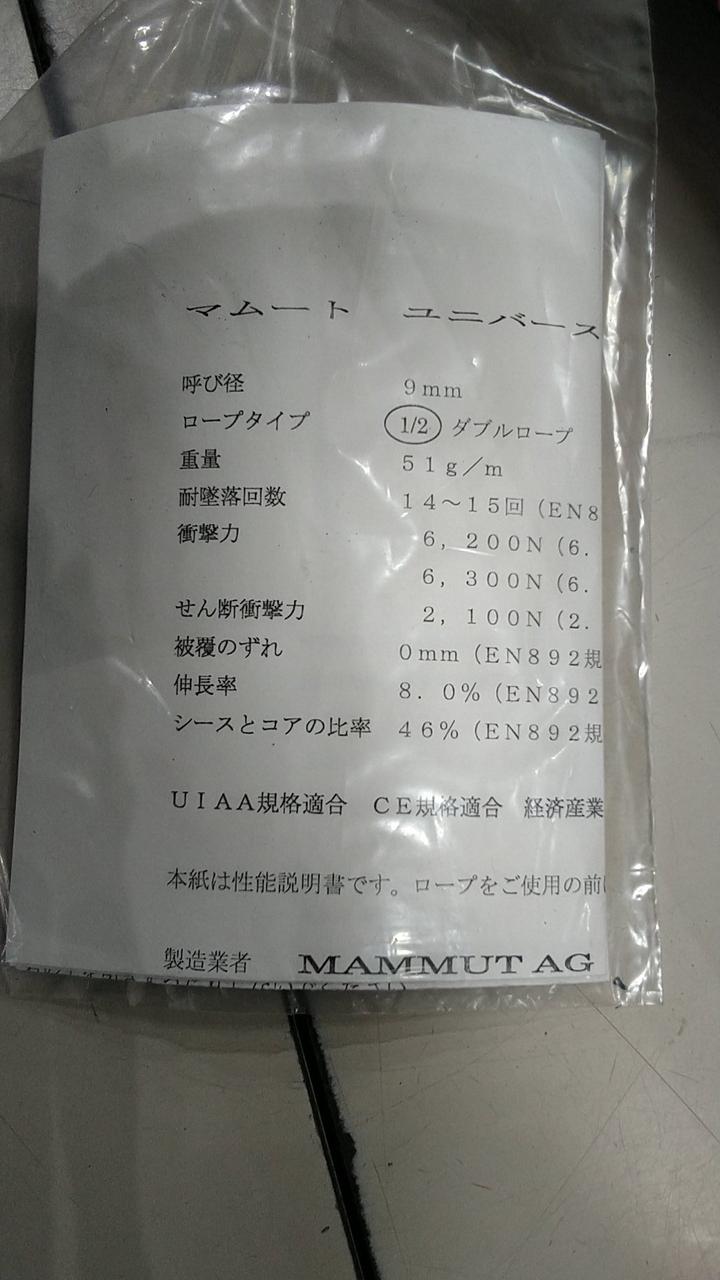 マムート ユニバース
呼び径 9mm
ロープタイプ 1/2 ダブルロープ
重量 51g/m
耐墜落回数 14~15回 (EN8
衝撃力 6, 200N (6.
6, 300N (6.
せん断衝撃力 2, 100N (2.
被覆のずれ 0mm (EN892規
伸長率 8. 0% (EN892
シースとコアの比率 46% (EN892規
UIAA規格適合 CE規格適合 経済産業
本紙は性能説明書です。ロープをご使用の前
製造業者 MAMMUT AG